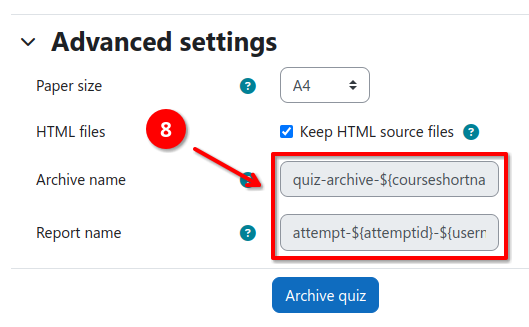 Advanced settings
Paper size ? A4
8
HTML files Keep HTML source files ?
Archive name ? quiz-archive-${courseshortna
Report name ? attempt-${attemptid}-${usern
Archive quiz